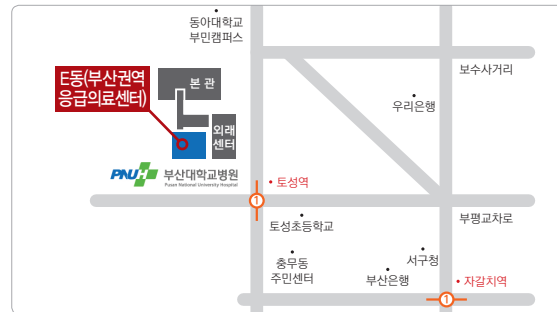 동아대학교
부민캠퍼스
보수사거리
E동(부산권역
응급의료센터)
본관
우리은행
외래
센터
PNUH 부산대학교병원
Pusan National University Hospital
토성역
1
토성초등학교
부평교차로
충무동
주민센터
서구청
부산은행
자갈치역
1